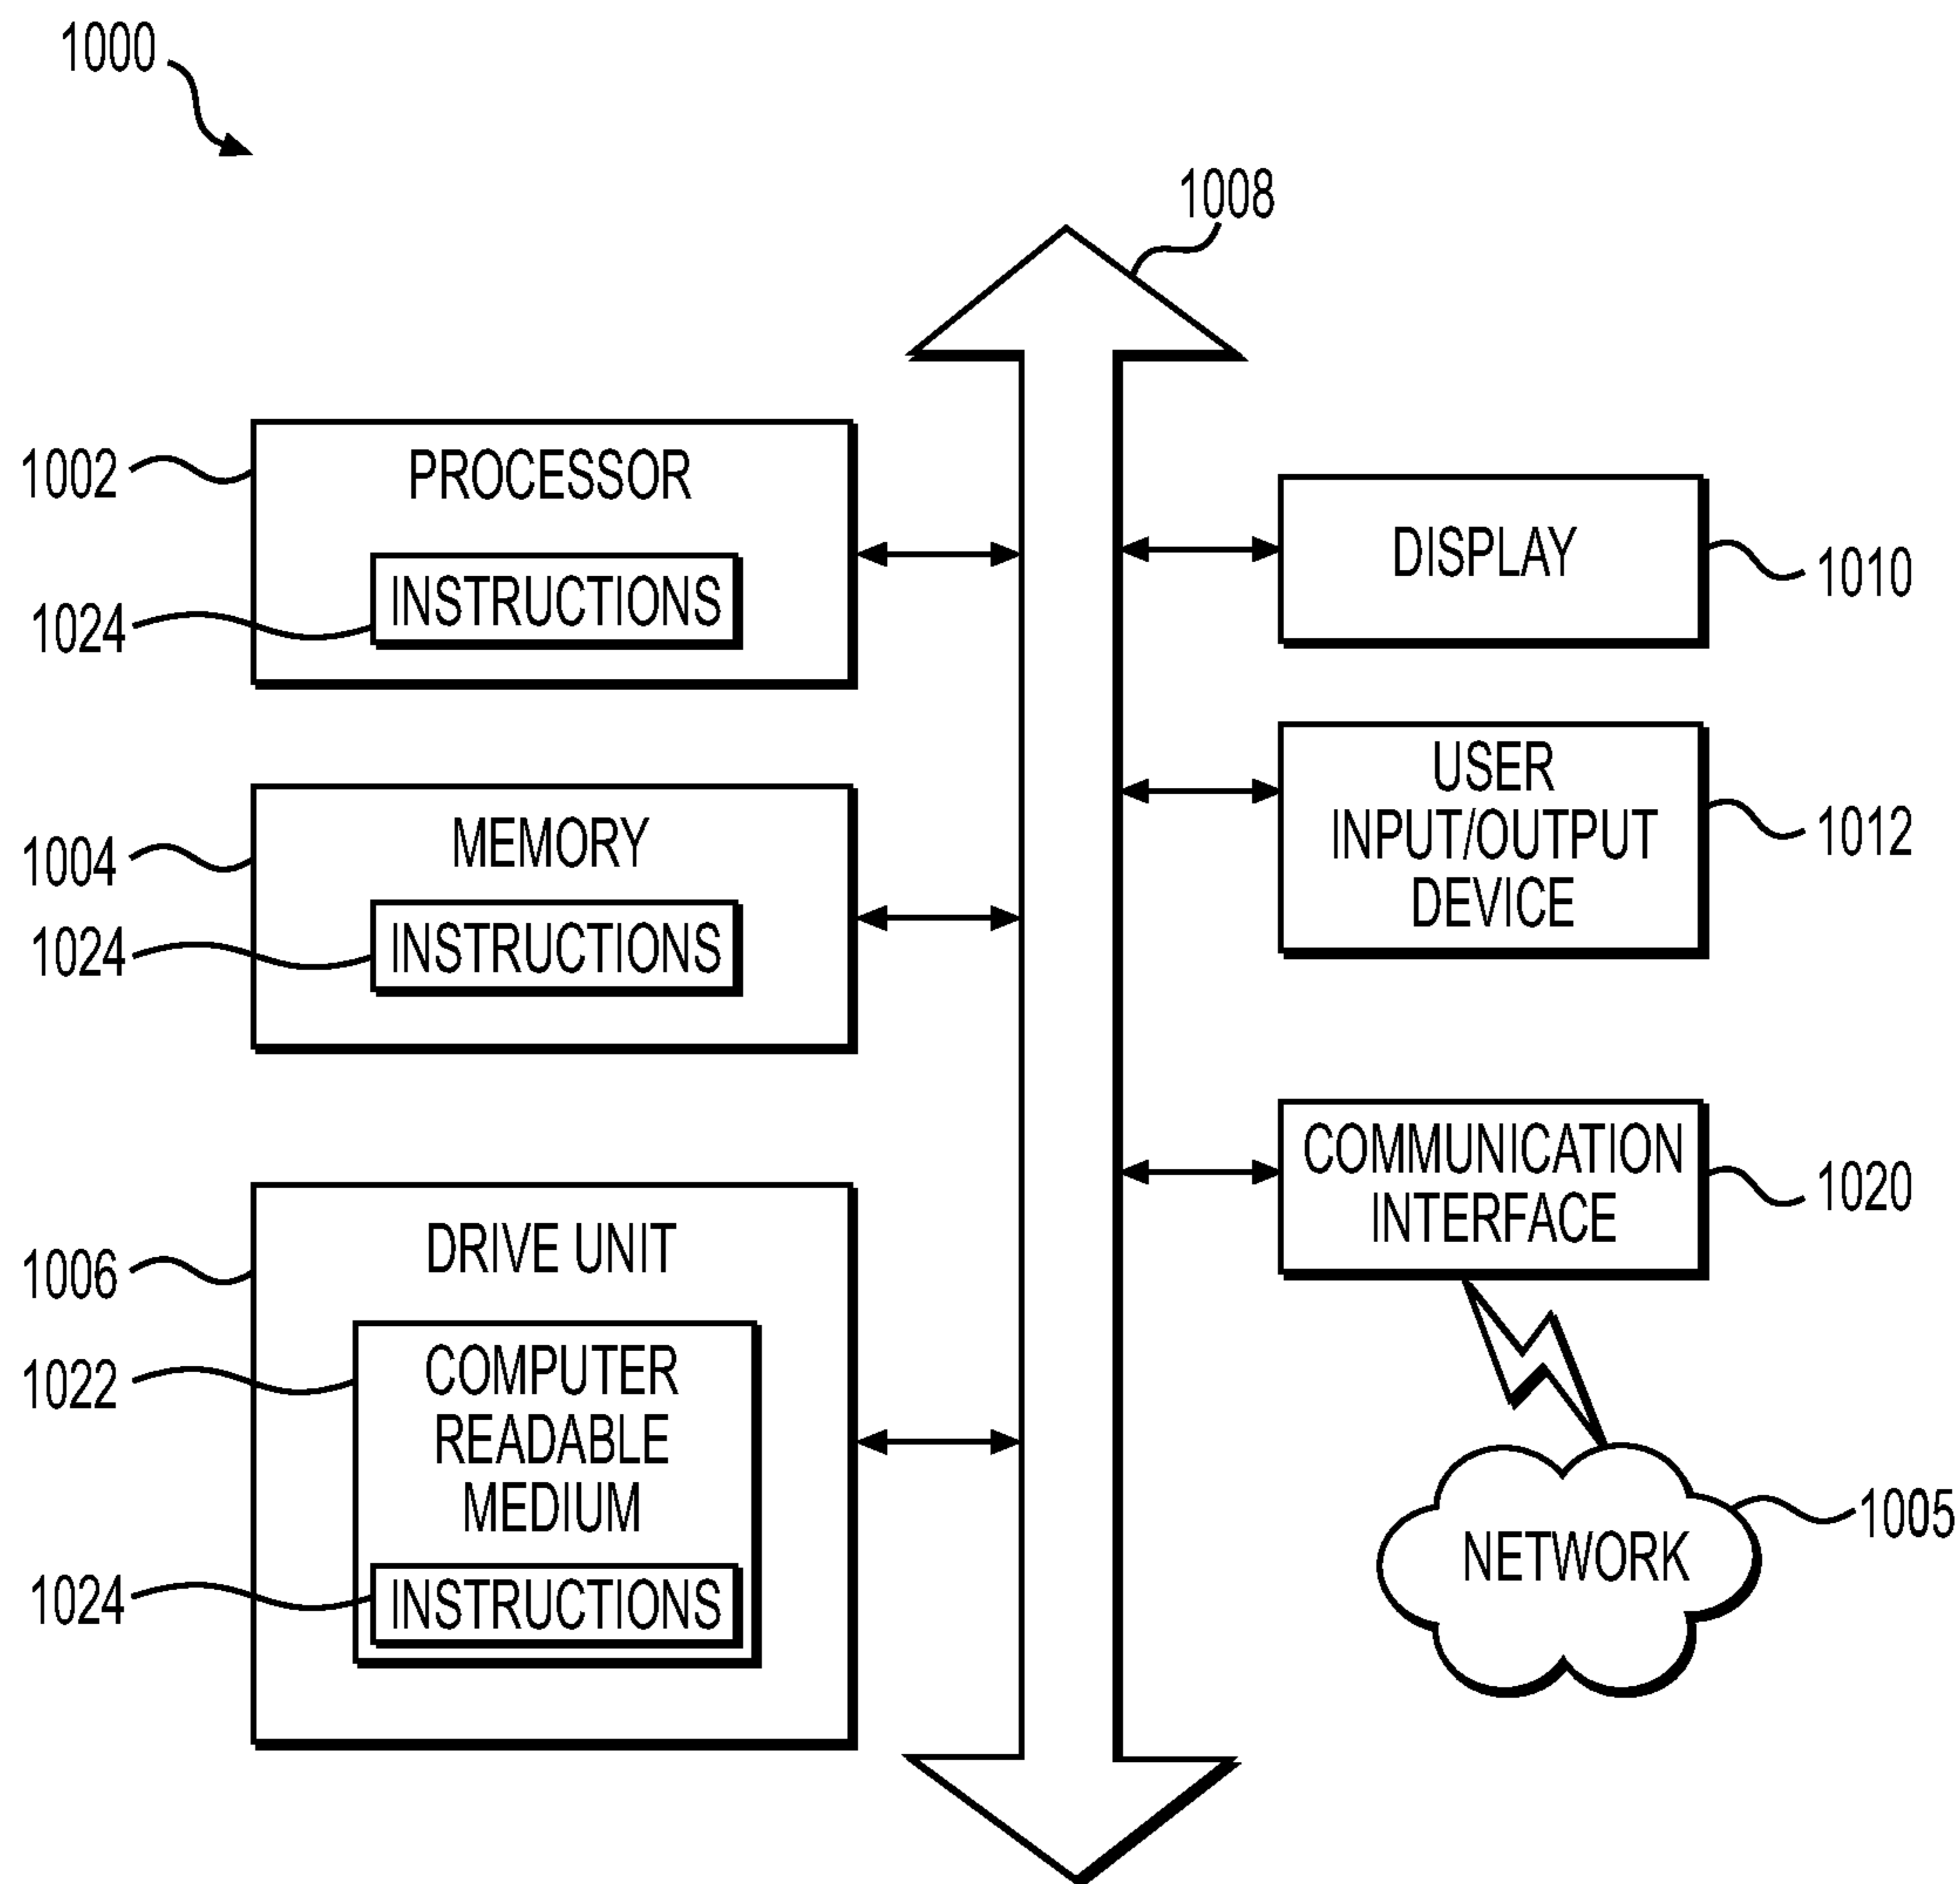 1000
1008
1002
PROCESSOR
INSTRUCTIONS
1024
DISPLAY
1010
USER
INPUT/OUTPUT
DEVICE
1012
1004
MEMORY
INSTRUCTIONS
1024
COMMUNICATION
INTERFACE
1020
1006
DRIVE UNIT
1022
COMPUTER
READABLE
MEDIUM
1024
INSTRUCTIONS
NETWORK
1005